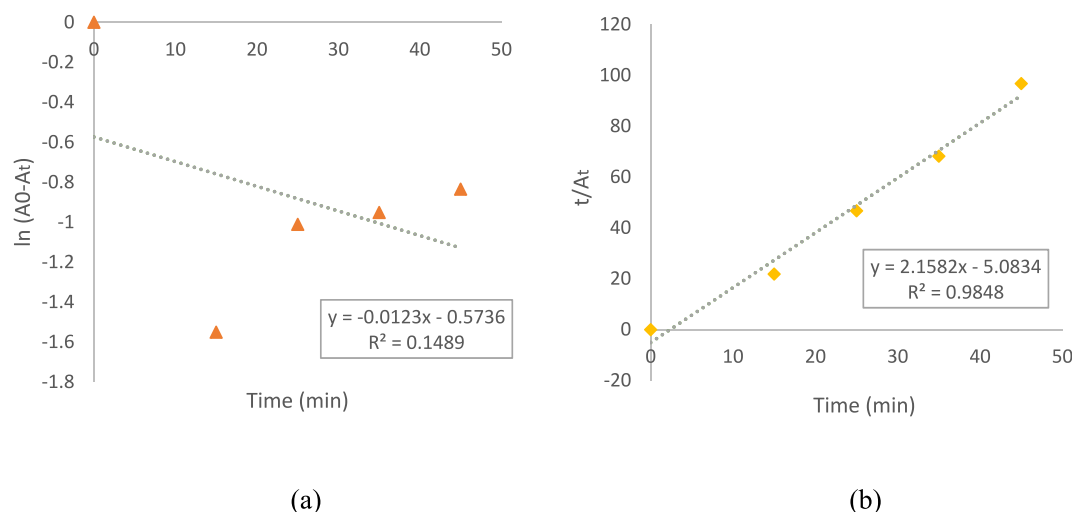 0
-0.2
-0.4
-0.6
-0.8
-1
-1.2
-1.4
-1.6
-1.8
0 10 20 30 40 50
ln (A0-At)
Time (min)
y = -0.0123x - 0.5736
R² = 0.1489
(a)
120
100
80
60
40
20
0
-20
0 10 20 30 40 50
t/At
Time (min)
y = 2.1582x - 5.0834
R² = 0.9848
(b)